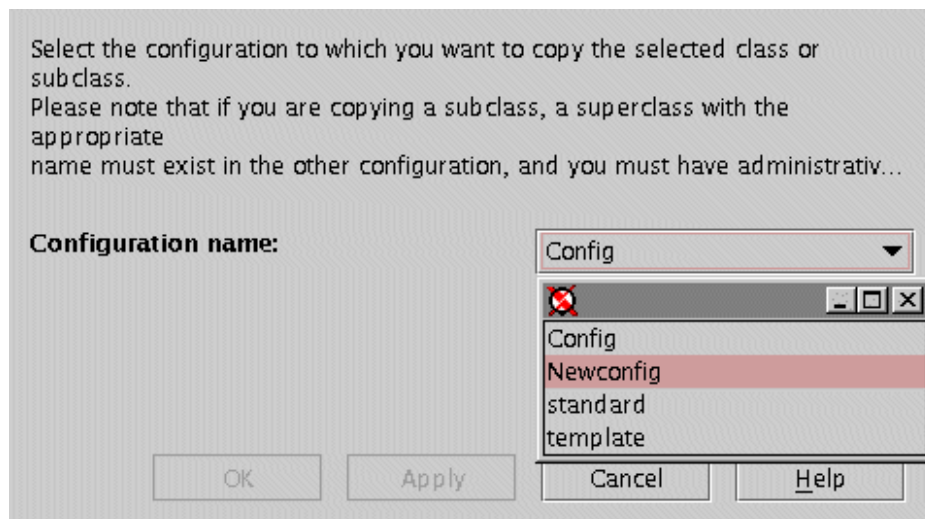 Select the configuration to which you want to copy the selected class or
subclass.
Please note that if you are copying a subclass, a superclass with the
appropriate
name must exist in the other configuration, and you must have administrativ...
Configuration name:
Config
Config
Newconfig
standard
template
OK Apply Cancel Help